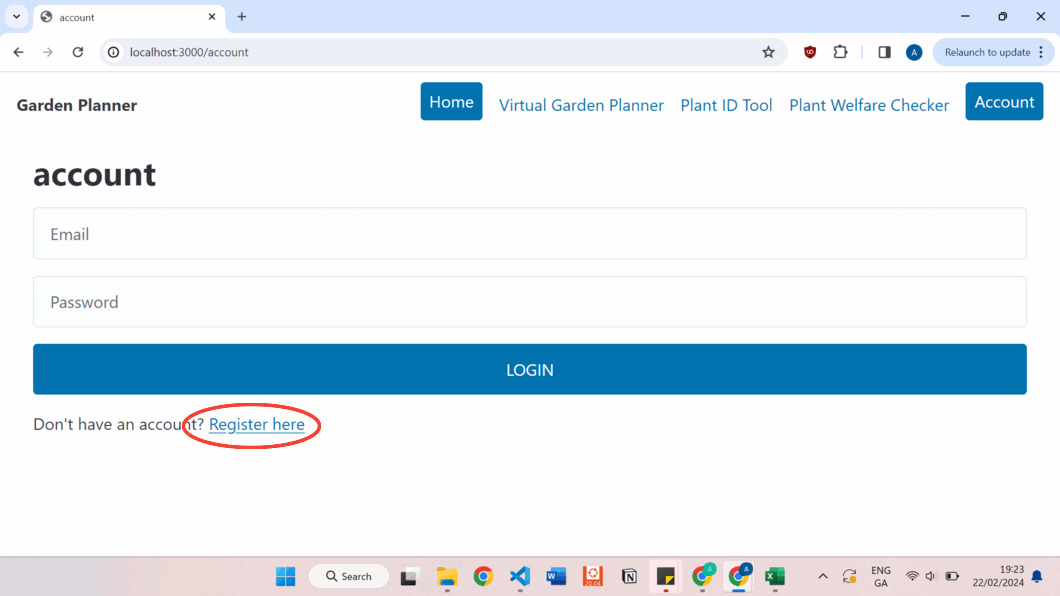 account
localhost:3000/account
Relaunch to update
Garden Planner
Home
Virtual Garden Planner
Plant ID Tool
Plant Welfare Checker
Account
account
Email
Password
LOGIN
Don't have an account? Register here
Search
ENG
GA
19:23
22/02/2024